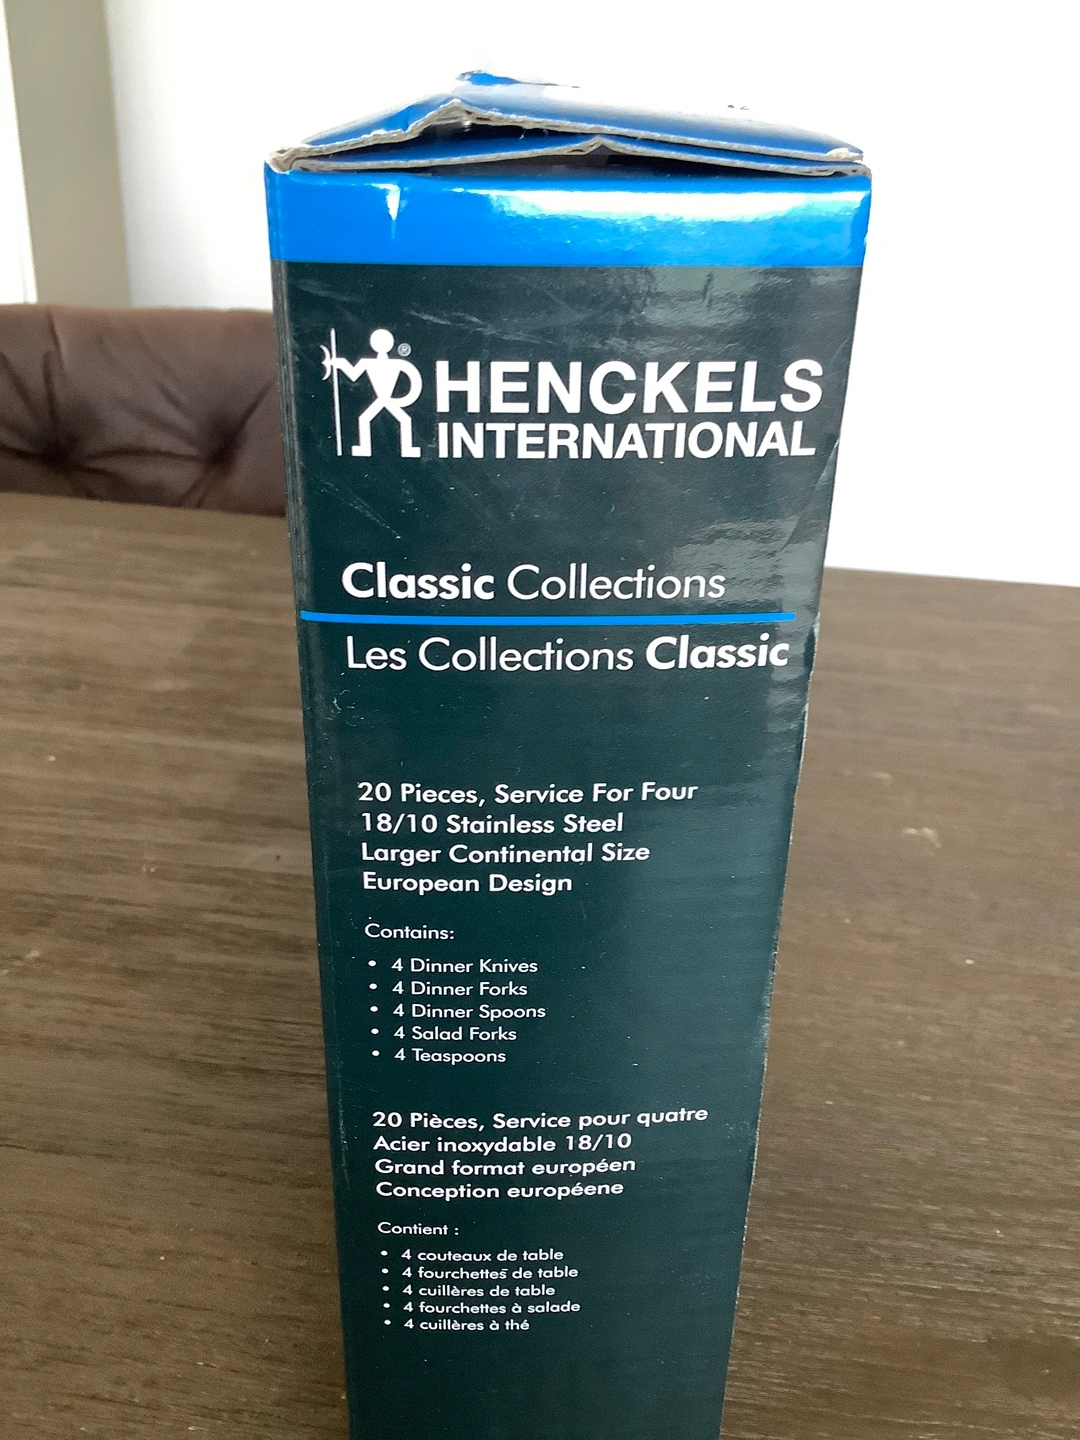 ®
HENCKELS
INTERNATIONAL
Classic Collections
Les Collections Classic
20 Pieces, Service For Four
18/10 Stainless Steel
Larger Continental Size
European Design
Contains:
• 4 Dinner Knives
• 4 Dinner Forks
• 4 Dinner Spoons
• 4 Salad Forks
• 4 Teaspoons
20 Pièces, Service pour quatre
Acier inoxydable 18/10
Grand format européen
Conception européene
Contient :
• 4 couteaux de table
• 4 fourchettes de table
• 4 cuillères de table
• 4 fourchettes à salade
• 4 cuillères à thé